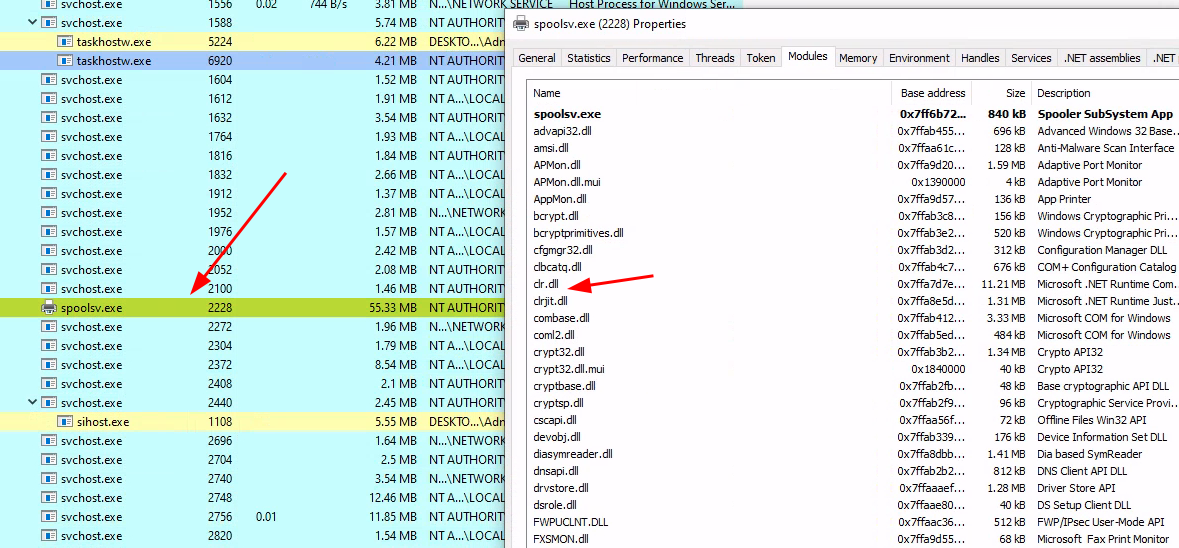 svchost.exe 1556 0.02 744 B/s 3.81 MB N...\NETWORK SERVICE Host Process for Windows Ser...
svchost.exe 1588 5.74 MB NT AUTHORITY
taskhostw.exe 5224 6.22 MB DESKTO...\Adn
taskhostw.exe 6920 4.21 MB NT AUTHORITY
svchost.exe 1604 1.52 MB NT A...\LOCAL
svchost.exe 1612 1.91 MB NT A...\LOCAL
svchost.exe 1632 3.54 MB NT AUTHORITY
svchost.exe 1764 1.93 MB NT A...\LOCAL
svchost.exe 1816 1.84 MB NT AUTHORITY
svchost.exe 1832 2.66 MB NT A...\LOCAL
svchost.exe 1912 1.37 MB NT A...\LOCAL
svchost.exe 1952 2.81 MB N...\NETWORK
svchost.exe 1976 1.57 MB NT A...\LOCAL
svchost.exe 2000 2.42 MB NT AUTHORITY
svchost.exe 2052 2.08 MB NT AUTHORITY
svchost.exe 2100 1.46 MB NT AUTHORITY
spoolsv.exe 2228 55.33 MB NT AUTHORITY
svchost.exe 2272 1.96 MB N...\NETWORK
svchost.exe 2304 1.79 MB NT A...\LOCAL
svchost.exe 2372 8.54 MB NT A...\LOCAL
svchost.exe 2408 2.1 MB NT AUTHORITY
svchost.exe 2440 2.45 MB NT AUTHORITY
sihost.exe 1108 5.55 MB DESKTO...\Adn
svchost.exe 2696 1.64 MB N...\NETWORK
svchost.exe 2704 2.5 MB NT AUTHORITY
svchost.exe 2740 3.54 MB N...\NETWORK
svchost.exe 2748 12.46 MB NT A...\LOCAL
svchost.exe 2756 0.01 11.85 MB NT AUTHORITY
svchost.exe 2820 1.54 MB NT A...\LOCAL
spoolsv.exe (2228) Properties
General Statistics Performance Threads Token Modules Memory Environment Handles Services .NET assemblies .NET
Name Base address Size Description
spoolsv.exe 0x7ff6b72... 840 kB Spooler SubSystem App
advapi32.dll 0x7ffab455... 696 kB Advanced Windows 32 Base...
amsi.dll 0x7ffaa61c... 128 kB Anti-Malware Scan Interface
APMon.dll 0x7ffa9d20... 1.59 MB Adaptive Port Monitor
APMon.dll.mui 0x1390000 4 kB Adaptive Port Monitor
AppMon.dll 0x7ffa9d57... 136 kB App Printer
bcrypt.dll 0x7ffab3c8... 156 kB Windows Cryptographic Pri...
bcryptprimitives.dll 0x7ffab3e2... 520 kB Windows Cryptographic Pri...
cfgmgr32.dll 0x7ffab3d2... 312 kB Configuration Manager DLL
clbcatq.dll 0x7ffab4c7... 676 kB COM+ Configuration Catalog
clr.dll 0x7ffa7d7e... 11.21 MB Microsoft .NET Runtime Com...
clrjit.dll 0x7ffa8e5d... 1.31 MB Microsoft .NET Runtime Just...
combase.dll 0x7ffab412... 3.33 MB Microsoft COM for Windows
coml2.dll 0x7ffab5ed... 484 kB Microsoft COM for Windows
crypt32.dll 0x7ffab3b2... 1.34 MB Crypto API32
crypt32.dll.mui 0x1840000 40 kB Crypto API32
cryptbase.dll 0x7ffab2fb... 48 kB Base cryptographic API DLL
cryptsp.dll 0x7ffab2f9... 96 kB Cryptographic Service Provi...
cscapi.dll 0x7ffaa56f... 72 kB Offline Files Win32 API
devobj.dll 0x7ffab339... 176 kB Device Information Set DLL
diasymreader.dll 0x7ffa8dbb... 1.41 MB Dia based SymReader
dnsapi.dll 0x7ffab2b2... 812 kB DNS Client API DLL
drvstore.dll 0x7ffaaaef... 1.28 MB Driver Store API
dsrole.dll 0x7ffaae80... 40 kB DS Setup Client DLL
FWPUCLNT.DLL 0x7ffaac36... 512 kB FWP/IPsec User-Mode API
FXSMON.dll 0x7ffa9d55... 68 kB Microsoft Fax Print Monitor